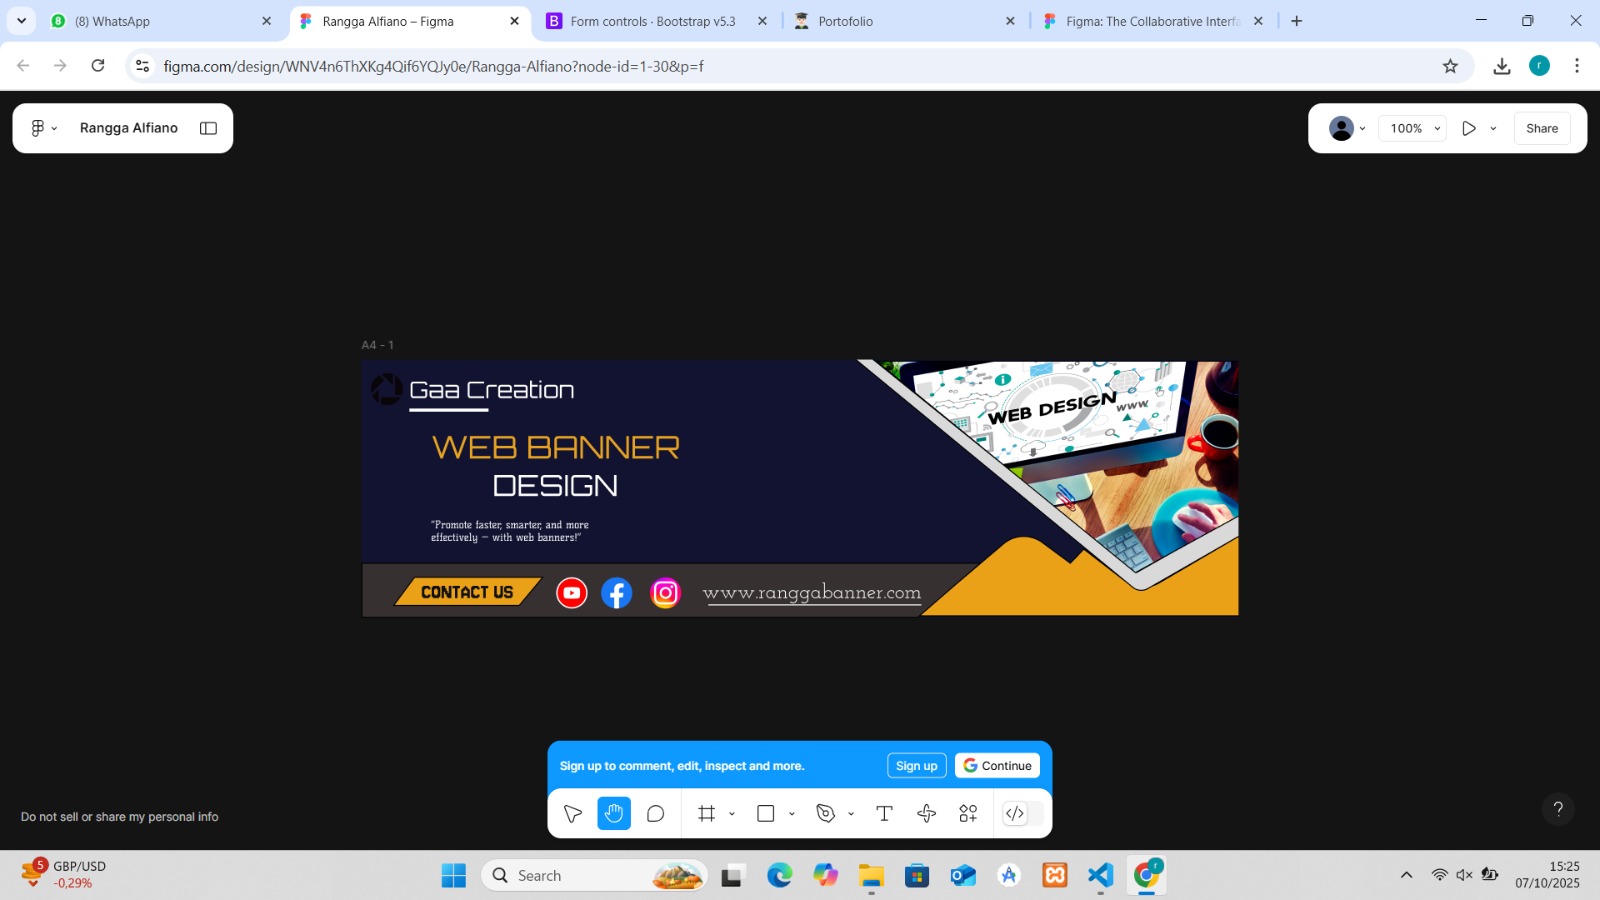 (8) WhatsApp
Rangga Alfiano – Figma
Form controls · Bootstrap v5.3
Portofolio
Figma: The Collaborative Interfa
figma.com/design/WNV4n6ThXKg4Qif6YQJy0e/Rangga-Alfiano?node-id=1-30&p=f
r
Rangga Alfiano
100%
Share
A4 - 1
Gaa Creation
WEB BANNER
DESIGN
"Promote faster, smarter, and more
effectively — with web banners!"
WEB DESIGN
www.
CONTACT US
www.ranggabanner.com
Sign up to comment, edit, inspect and more.
Sign up
Continue
Do not sell or share my personal info
?
5
GBP/USD
-0,29%
Search
r
15:25
07/10/2025